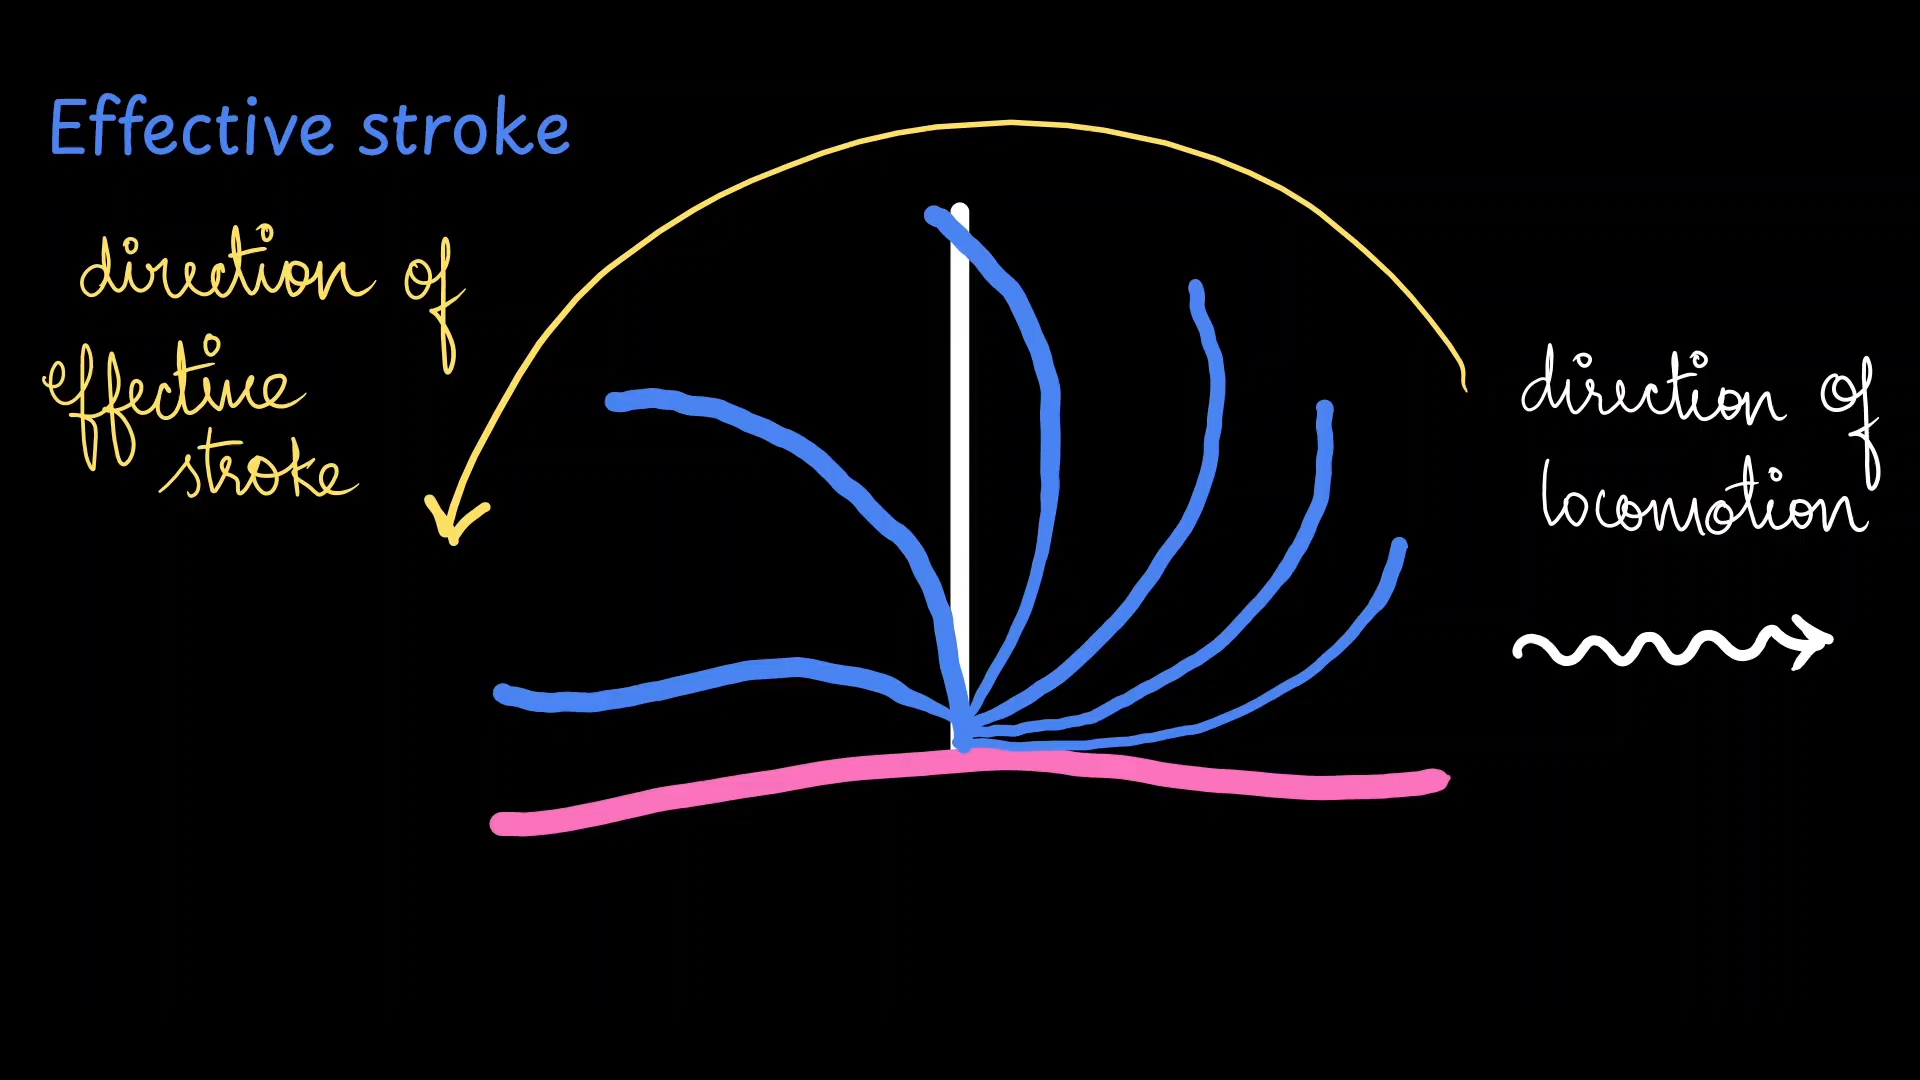 Effective stroke
direction of
effective
stroke
direction of
locomotion